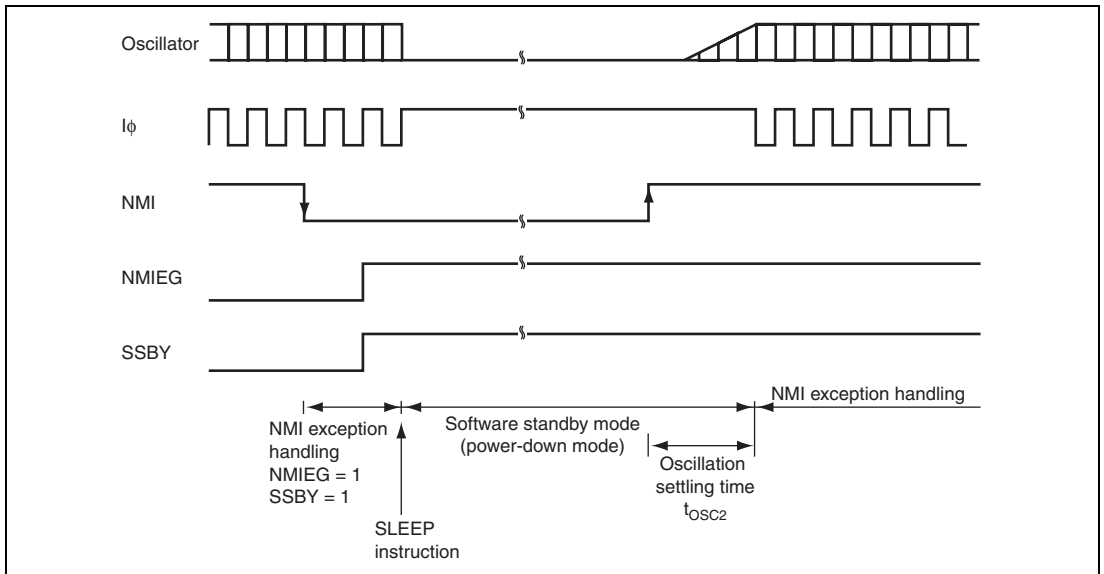 Oscillator
Iϕ
NMI
NMIEG
SSBY
NMI exception
handling
NMIEG = 1
SSBY = 1
SLEEP
instruction
Software standby mode
(power-down mode)
Oscillation
settling time
tOSC2
NMI exception handling